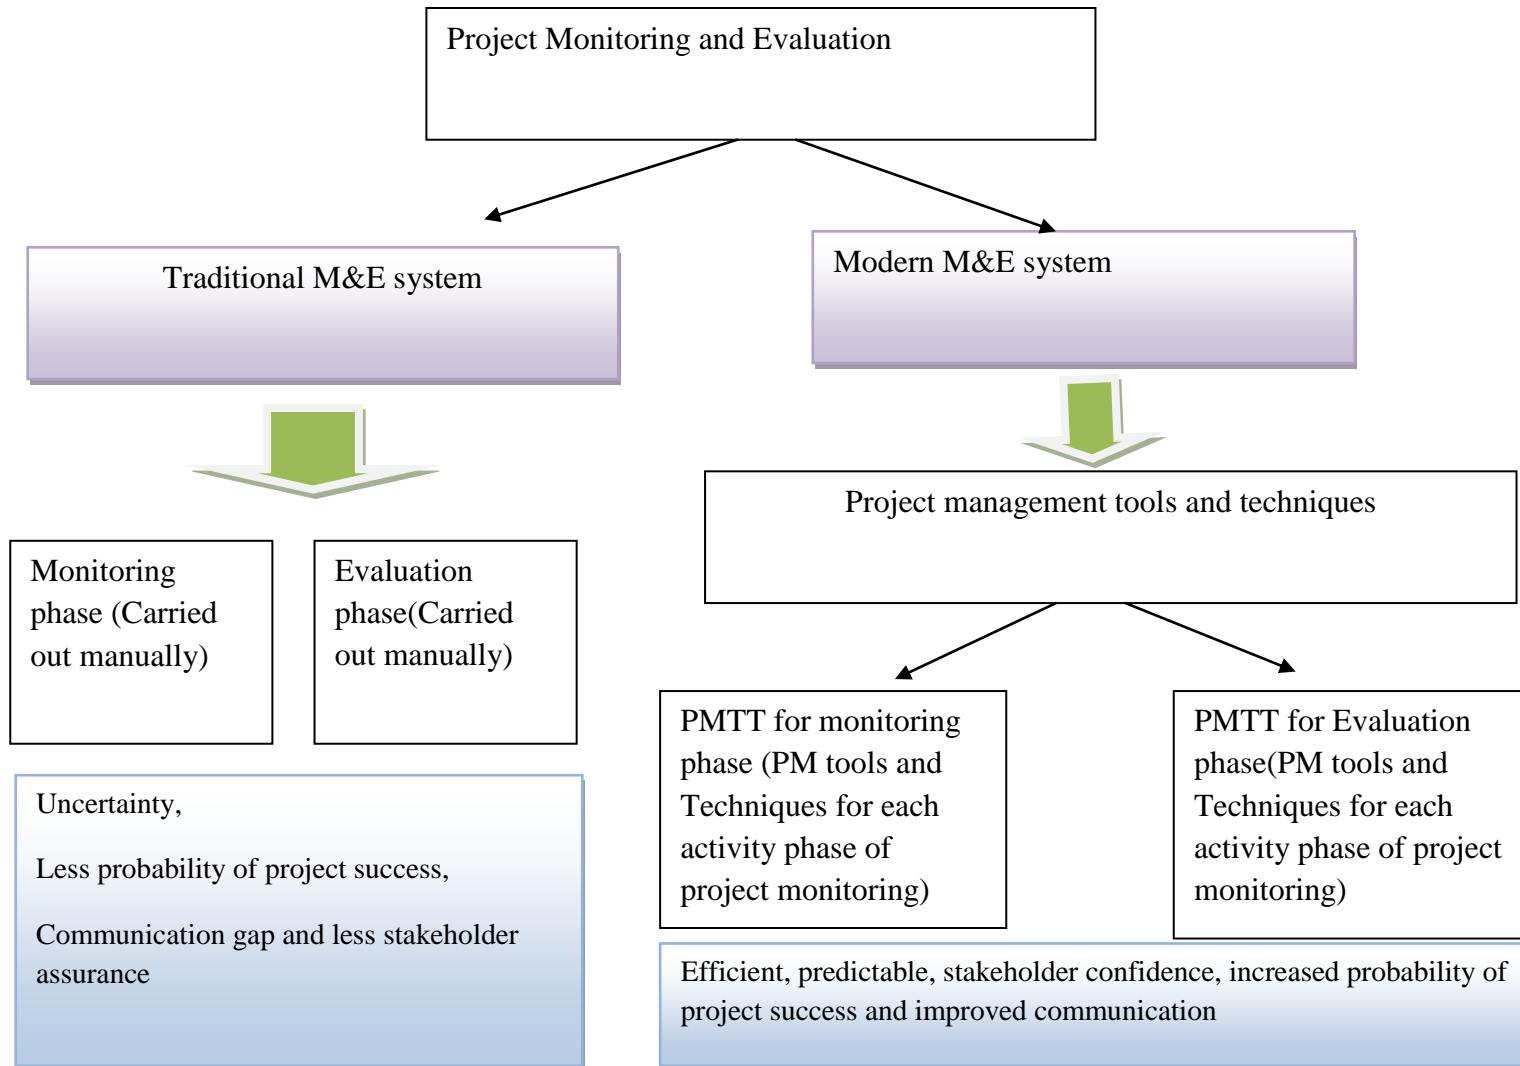 Project Monitoring and Evaluation
Traditional M&E system
Modern M&E system
Project management tools and techniques
Monitoring
phase (Carried
out manually)
Evaluation
phase(Carried
out manually)
PMTT for monitoring
phase (PM tools and
Techniques for each
activity phase of
project monitoring)
PMTT for Evaluation
phase(PM tools and
Techniques for each
activity phase of project
monitoring)
Uncertainty,
Less probability of project success,
Communication gap and less stakeholder
assurance
Efficient, predictable, stakeholder confidence, increased probability of
project success and improved communication